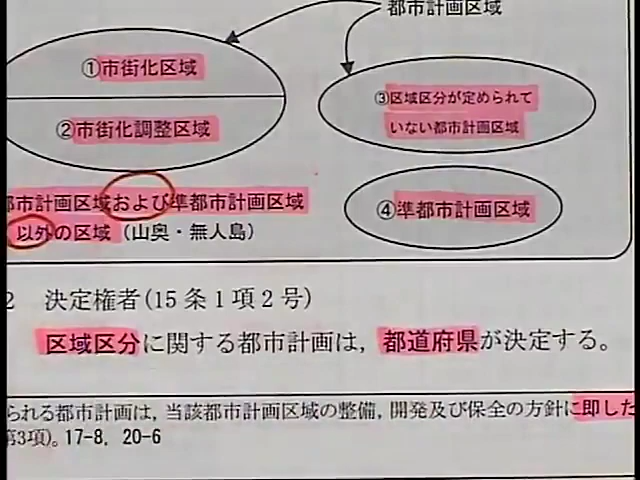 都市計画区域
①市街化区域
③区域区分が定められて
いない都市計画区域
②市街化調整区域
都市計画区域および準都市計画区域
④準都市計画区域
以外の区域(山奥・無人島)
2 決定権者(15条1項2号)
区域区分に関する都市計画は,都道府県が決定する。
られる都市計画は,当該都市計画区域の整備,開発及び保全の方針に即した
第3項)。17-8, 20-6